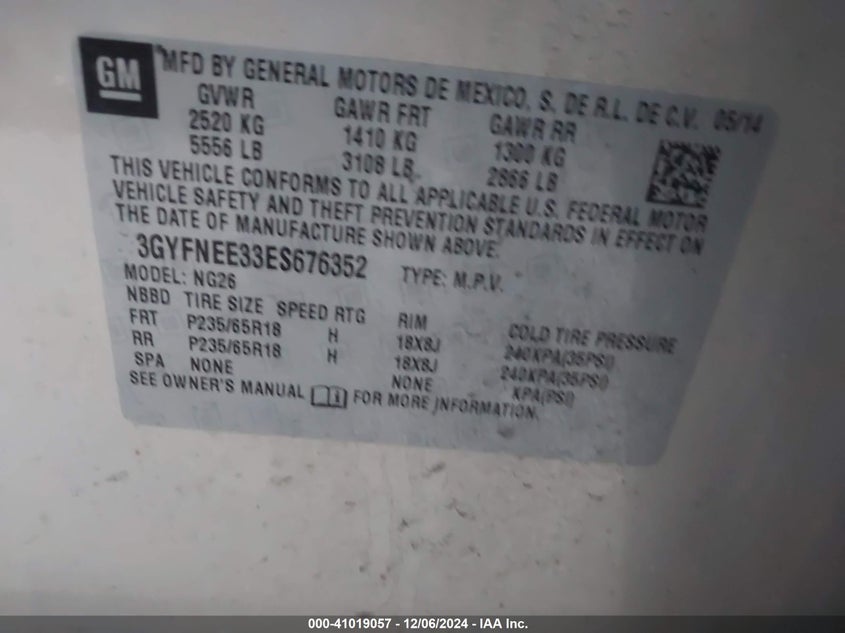 GM
MFD BY GENERAL MOTORS DE MEXICO, S. DE R.L. DE C.V. 05/14
GVWR GAWR FRT GAWR RR
2520 KG 1410 KG 1300 KG
5556 LB 3108 LB 2866 LB
THIS VEHICLE CONFORMS TO ALL APPLICABLE U.S. FEDERAL MOTOR
VEHICLE SAFETY AND THEFT PREVENTION STANDARDS IN EFFECT ON
THE DATE OF MANUFACTURE SHOWN ABOVE.
3GYFNEE33ES676352 TYPE: M.P.V.
MODEL: NG26
NBBD TIRE SIZE SPEED RTG RIM COLD TIRE PRESSURE
FRT P235/65R18 H 18X8J 240KPA(35PSI)
RR P235/65R18 H 18X8J 240KPA(35PSI)
SPA NONE NONE KPA(PSI)
SEE OWNER'S MANUAL FOR MORE INFORMATION.
000-41019057 - 12/06/2024 - IAA Inc.